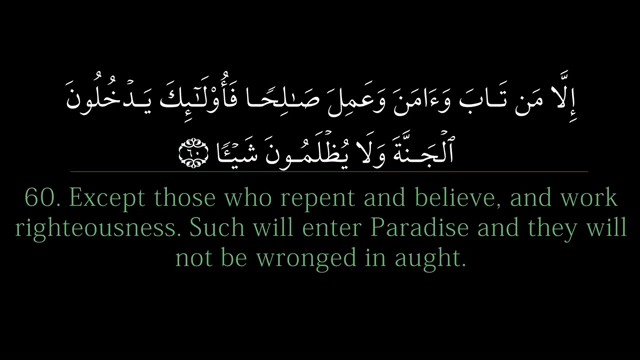 إِلَّا مَن تَابَ وَءَامَنَ وَعَمِلَ صَـٰلِحًا فَأُو۟لَـٰٓئِكَ يَدْخُلُونَ
ٱلْجَنَّةَ وَلَا يُظْلَمُونَ شَيْـًٔا ٦٠
60. Except those who repent and believe, and work
righteousness. Such will enter Paradise and they will
not be wronged in aught.